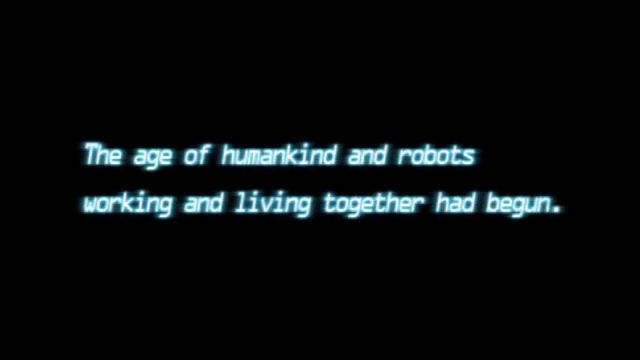 The age of humankind and robots
working and living together had begun.